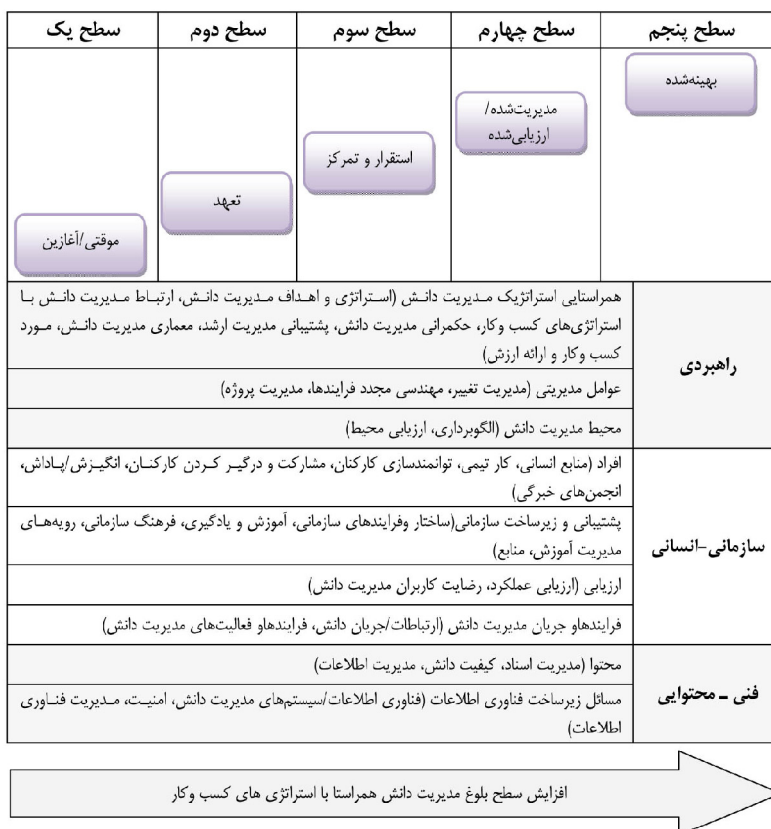 سطح یک
سطح دوم
سطح سوم
سطح چهارم
سطح پنجم
موقتی/آغازین
تعهد
استقرار و تمرکز
مدیریت‌شده/
ارزیابی‌شده
بهینه‌شده
راهبردی
همراستایی استراتژیک مدیریت دانش (استراتژی و اهداف مدیریت دانش، ارتباط مدیریت دانش با
استراتژی‌های کسب وکار، حکمرانی مدیریت دانش، پشتیبانی مدیریت ارشد، معماری مدیریت دانش، مورد
کسب وکار و ارائه ارزش)
عوامل مدیریتی (مدیریت تغییر، مهندسی مجدد فرایندها، مدیریت پروژه)
محیط مدیریت دانش (الگوبرداری، ارزیابی محیط)
سازمانی-انسانی
افراد (منابع انسانی، کار تیمی، توانمندسازی کارکنان، مشارکت و درگیر کردن کارکنان، انگیزش/پاداش،
انجمن‌های خبرگی)
پشتیبانی و زیرساخت سازمانی(ساختار وفرایندهای سازمانی، آموزش و یادگیری، فرهنگ سازمانی، رویه‌های
مدیریت آموزش، منابع)
ارزیابی (ارزیابی عملکرد، رضایت کاربران مدیریت دانش)
فرایندهاو جریان مدیریت دانش (ارتباطات/جریان دانش، فرایندهاو فعالیت‌های مدیریت دانش)
فنی ـ محتوایی
محتوا (مدیریت اسناد، کیفیت دانش، مدیریت اطلاعات)
مسائل زیرساخت فناوری اطلاعات (فناوری اطلاعات/سیستم‌های مدیریت دانش، امنیت، مدیریت فناوری
اطلاعات)
افزایش سطح بلوغ مدیریت دانش همراستا با استراتژی های کسب وکار